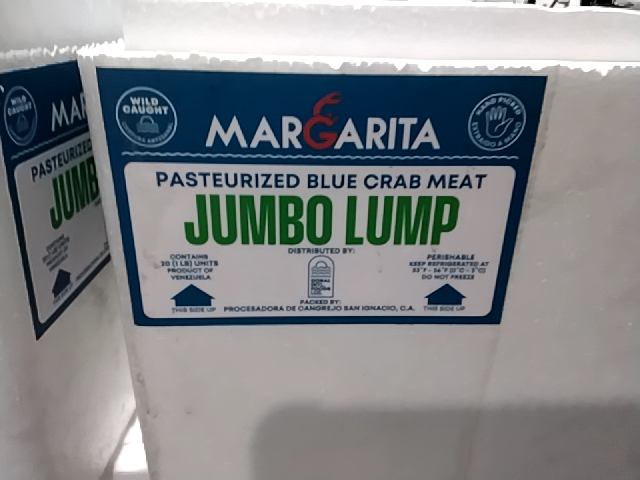 WILD
CAUGHT
MARGARITA
HAND PICKED
PASTEURIZED BLUE CRAB MEAT
JUMBO LUMP
DISTRIBUTED BY:
CONTAINS
20 (1 LB) UNITS
PRODUCT OF
VENEZUELA
THIS SIDE UP
PACKED BY:
PROCESADORA DE CANGREJO SAN IGNACIO, C.A.
PERISHABLE
KEEP REFRIGERATED AT
DO NOT FREEZE
THIS SIDE UP
WILD
CAUGHT
MAR
PASTEURIZED
JUMB